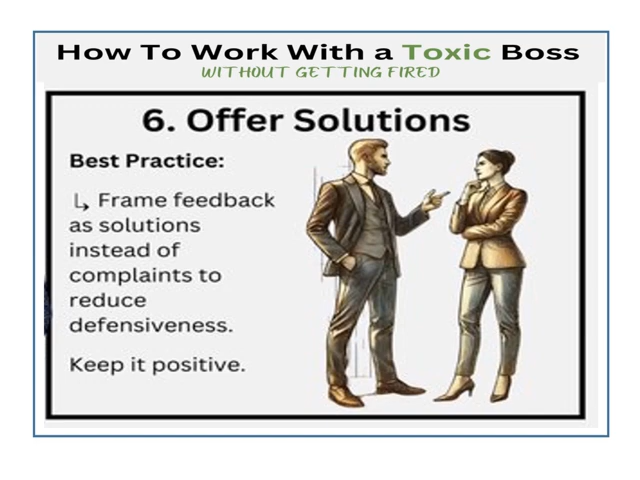 How To Work With a Toxic Boss
WITHOUT GETTING FIRED
6. Offer Solutions
Best Practice:
↳ Frame feedback
as solutions
instead of
complaints to
reduce
defensiveness.
Keep it positive.